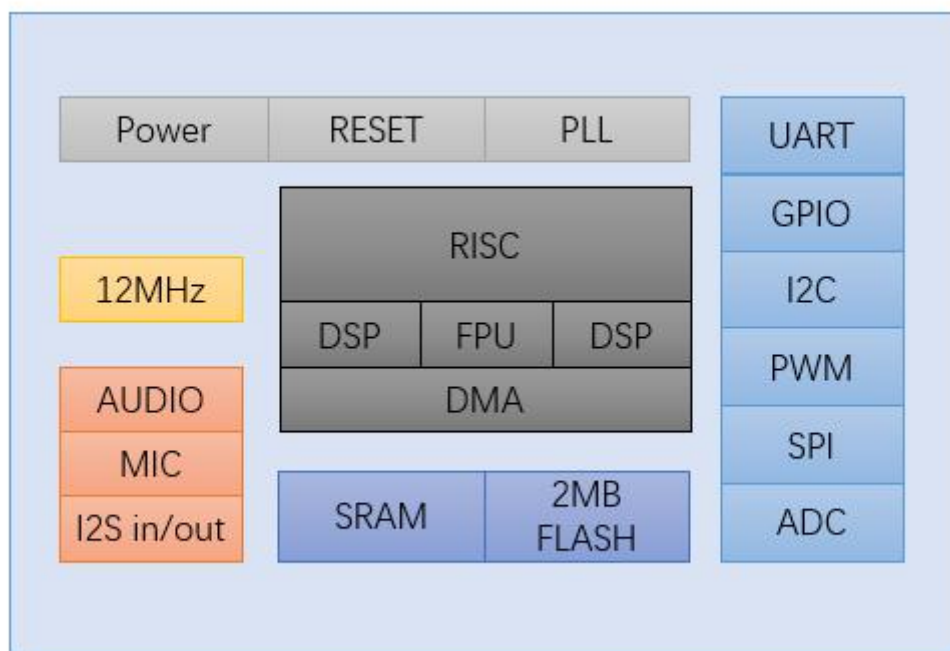 Power
RESET
PLL
UART
RISC
GPIO
12MHz
I2C
DSP
FPU
DSP
PWM
AUDIO
DMA
MIC
SPI
I2S in/out
SRAM
2MB
FLASH
ADC